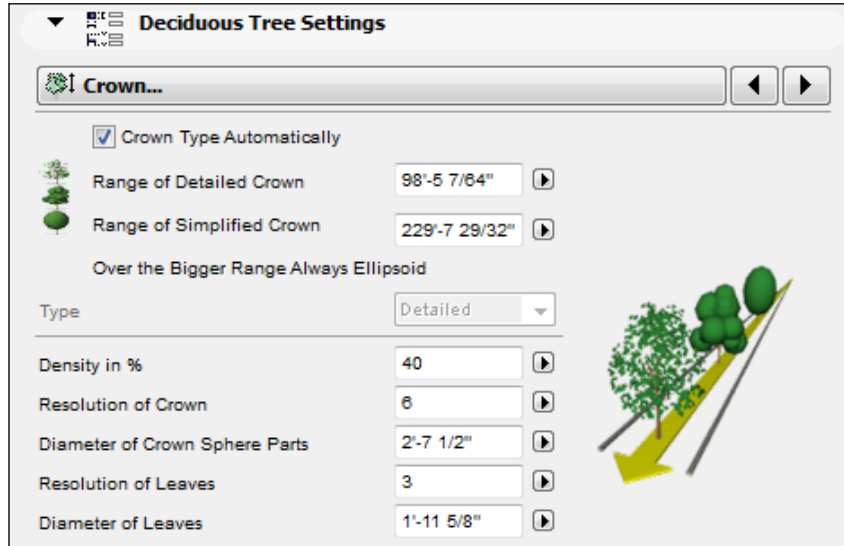 Deciduous Tree Settings
Crown...
Crown Type Automatically
Range of Detailed Crown 98'-5 7/64"
Range of Simplified Crown 229'-7 29/32"
Over the Bigger Range Always Ellipsoid
Type Detailed
Density in % 40
Resolution of Crown 6
Diameter of Crown Sphere Parts 2'-7 1/2"
Resolution of Leaves 3
Diameter of Leaves 1'-11 5/8"